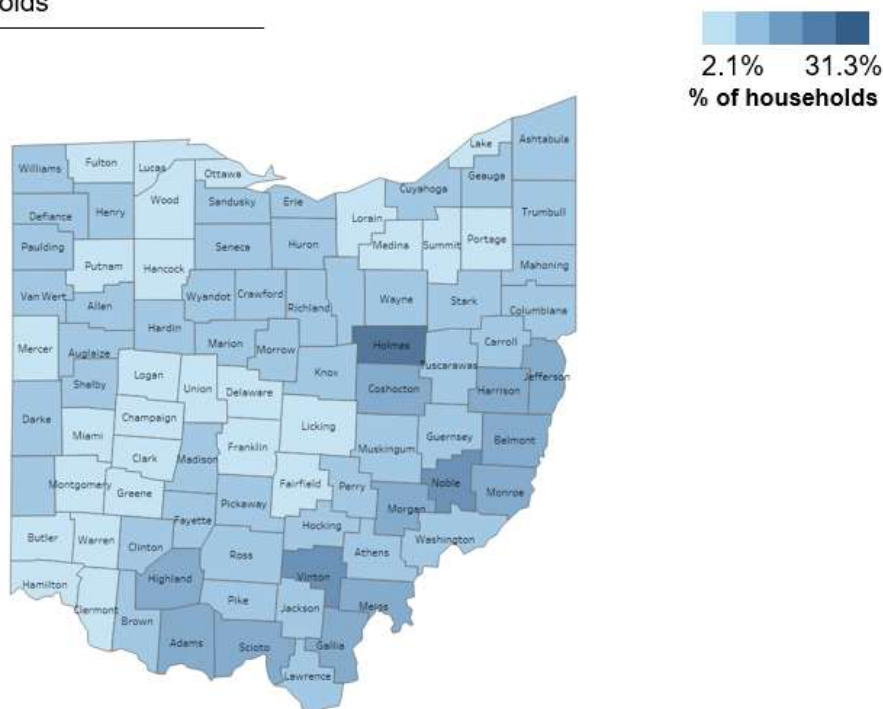 olds
2.1% 31.3%
% of households
Lake
Ashtabula
Williams
Fulton
Lucas
Ottawa
Geauga
Cuyahoga
Wood
Sandusky
Erie
Defiance
Henry
Lorain
Trumbull
Paulding
Seneca
Huron
Medina
Summit
Portage
Putnam
Hancock
Mahoning
Van Wert
Allen
Wyandot
Crawford
Richland
Wayne
Stark
Columbiana
Hardin
Mercer
Auglaize
Marion
Morrow
Holmes
Carroll
Tuscarawas
Knox
Logan
Shelby
Union
Delaware
Coshocton
Harrison
Jefferson
Darke
Champaign
Miami
Licking
Clark
Madison
Franklin
Muskingum
Guernsey
Belmont
Montgomery
Greene
Fairfield
Perry
Noble
Monroe
Pickaway
Morgan
Fayette
Hocking
Butler
Warren
Clinton
Ross
Athens
Washington
Hamilton
Highland
Vinton
Clermont
Pike
Jackson
Meigs
Brown
Adams
Scioto
Gallia
Lawrence